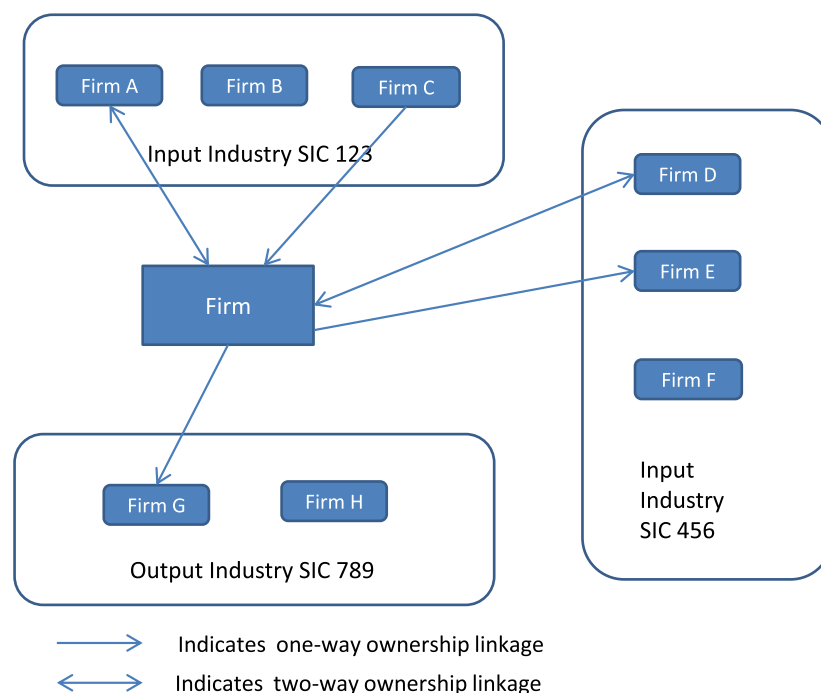 Firm A
Firm B
Firm C
Input Industry SIC 123
Firm D
Firm E
Firm F
Input
Industry
SIC 456
Firm
Firm G
Firm H
Output Industry SIC 789
Indicates one-way ownership linkage
Indicates two-way ownership linkage